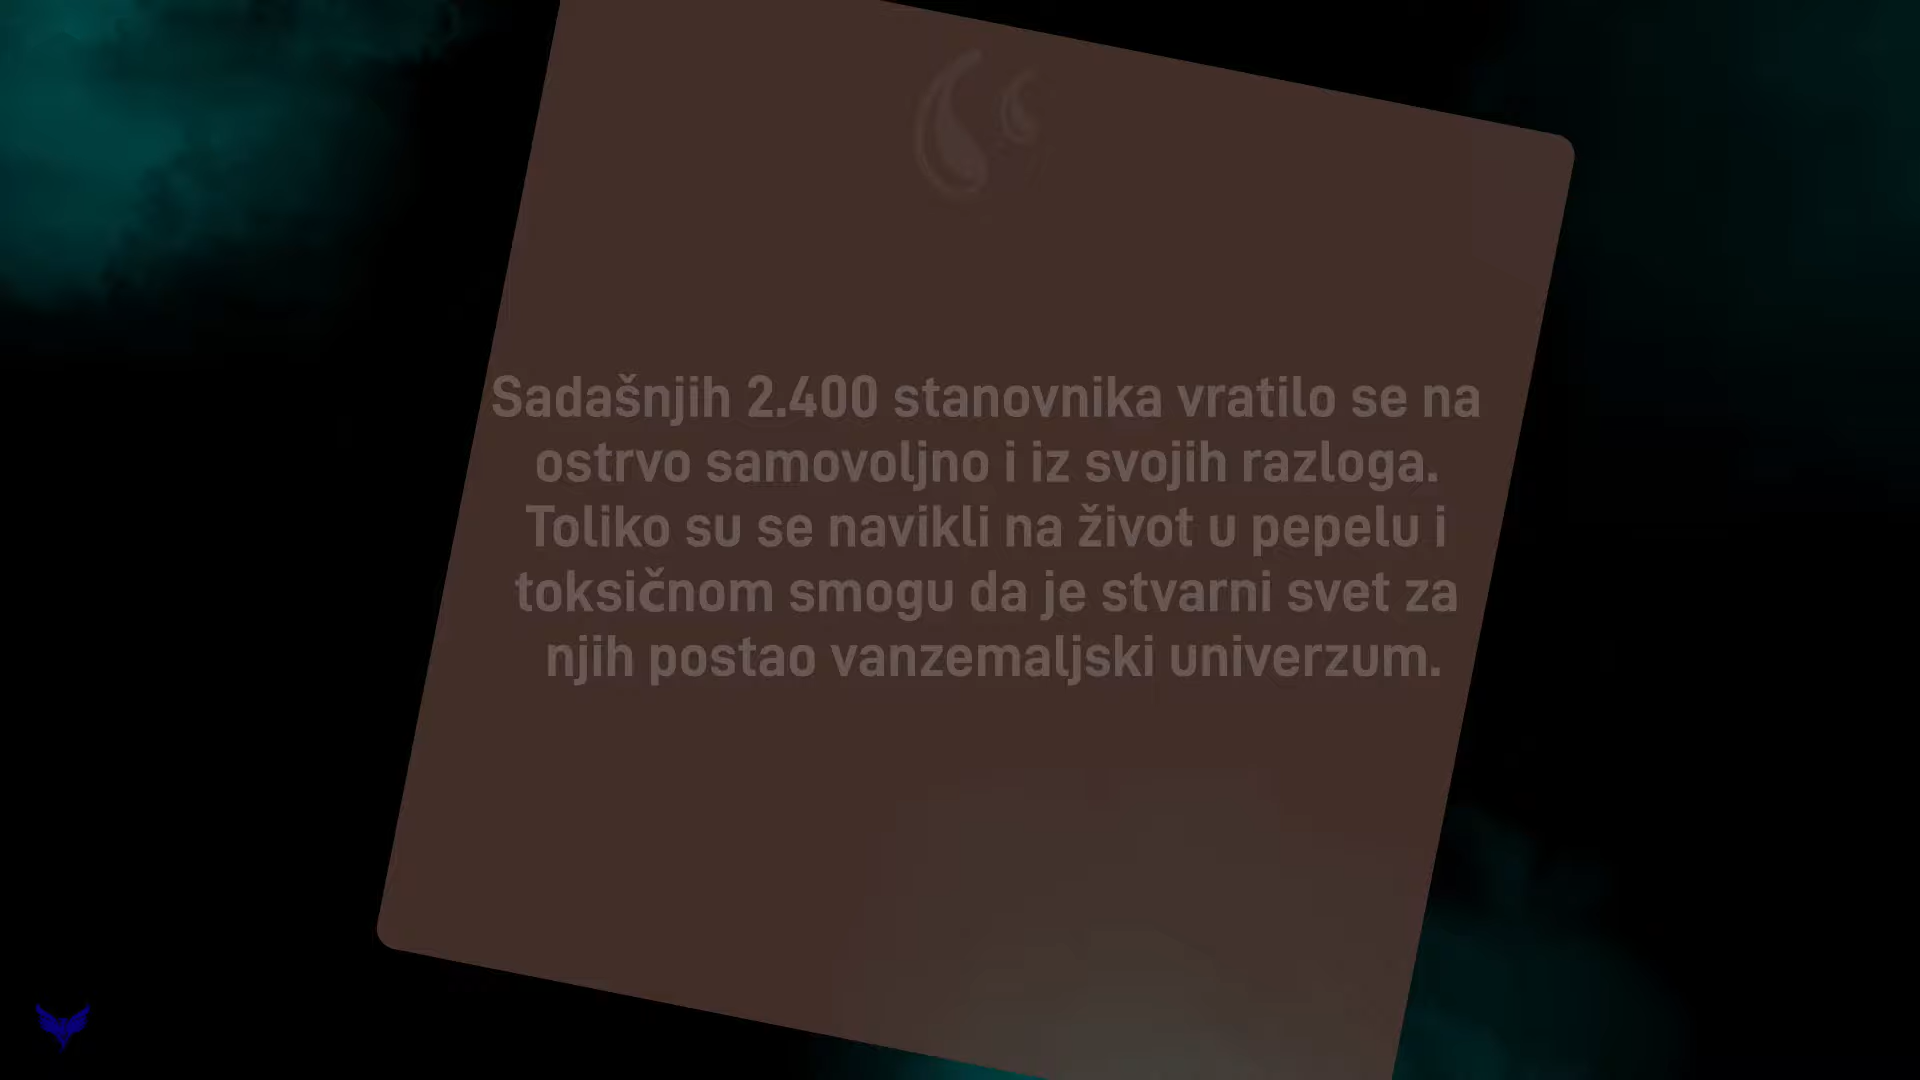 Sadašnjih 2.400 stanovnika vratilo se na
ostrvo samovoljno i iz svojih razloga.
Toliko su se navikli na život u pepelu i
toksičnom smogu da je stvarni svet za
njih postao vanzemaljski univerzum.